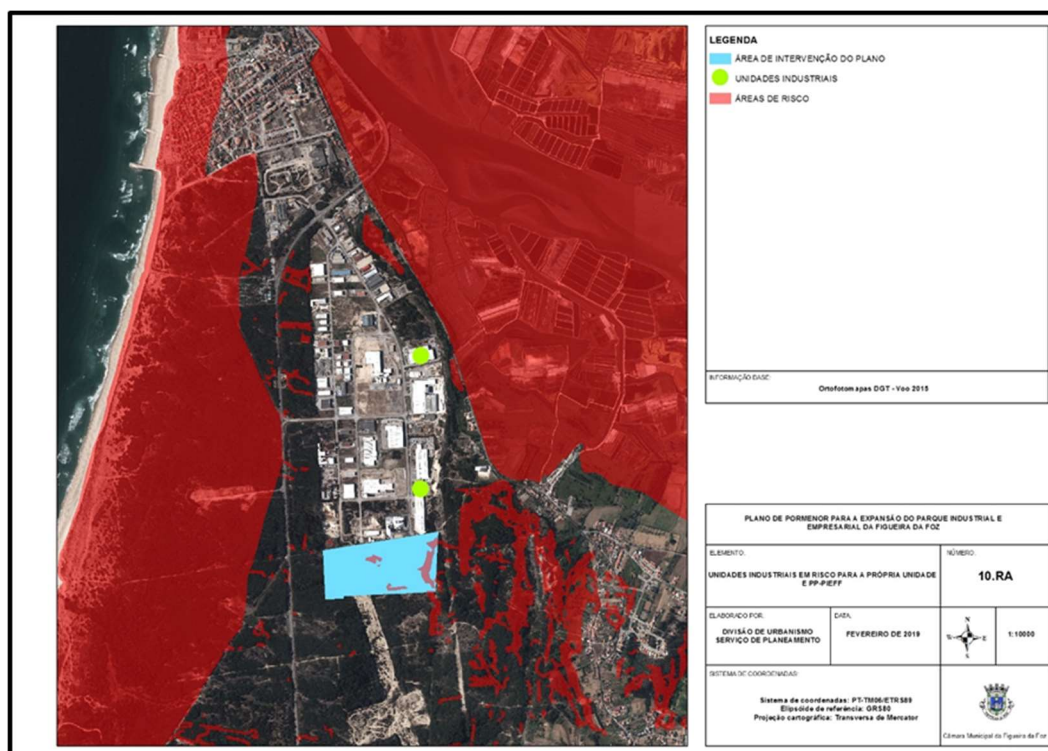 LEGENDA
ÁREA DE INTERVENÇÃO DO PLANO
UNIDADES INDUSTRIAIS
ÁREAS DE RISCO
INFORMAÇÃO BASE:
Ortofotomapas DGT - Voo 2015
PLANO DE PORMENOR PARA A EXPANSÃO DO PARQUE INDUSTRIAL E
EMPRESARIAL DA FIGUEIRA DA FOZ
ELEMENTO:
UNIDADES INDUSTRIAIS EM RISCO PARA A PRÓPRIA UNIDADE
E PP-PIEFF
NÚMERO:
10.RA
ELABORADO POR:
DIVISÃO DE URBANISMO
SERVIÇO DE PLANEAMENTO
DATA:
FEVEREIRO DE 2019
N
W E
S
1:10000
SISTEMA DE COORDENADAS:
Sistema de coordenadas: PT-TM06/ETRS89
Elipsóide de referência: GRS80
Projeção cartográfica: Transversa de Mercator
Câmara Municipal da Figueira da Foz